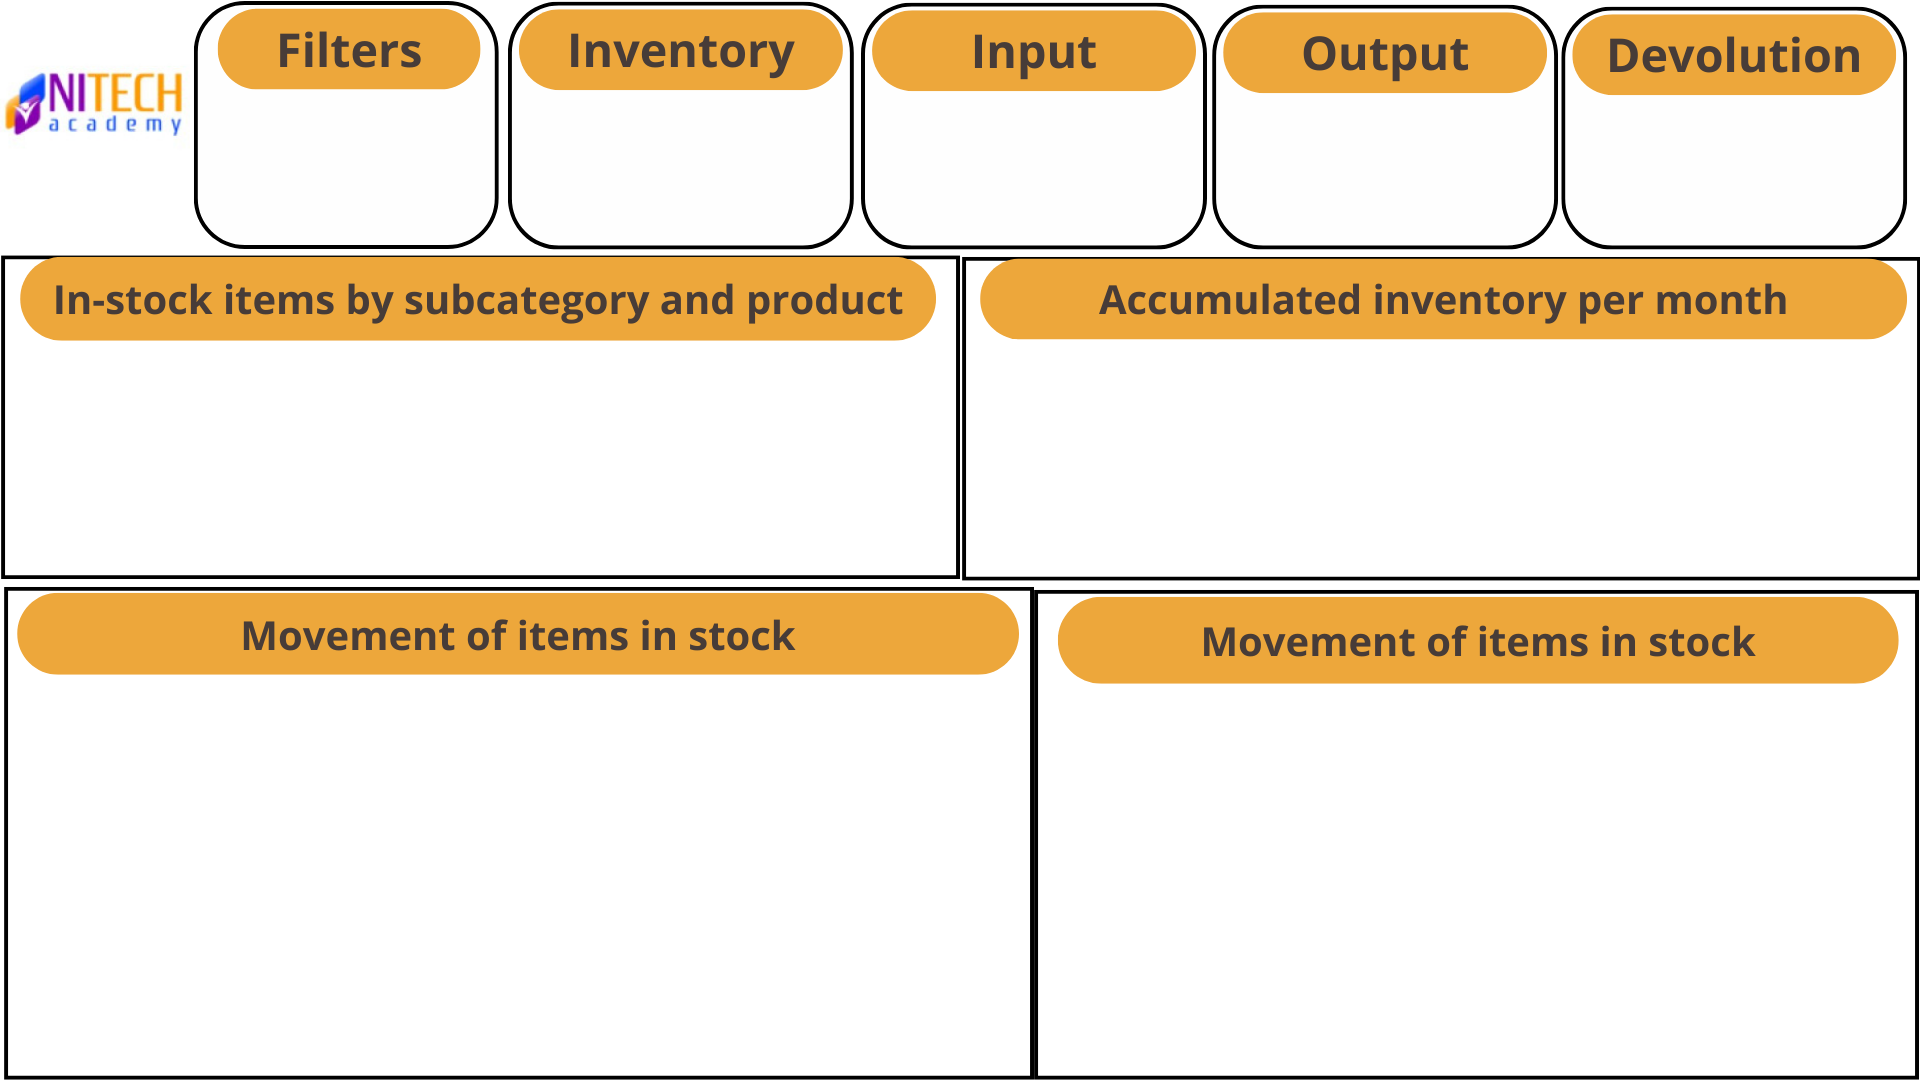 NITECH
academy
Filters
Inventory
Input
Output
Devolution
In-stock items by subcategory and product
Accumulated inventory per month
Movement of items in stock
Movement of items in stock